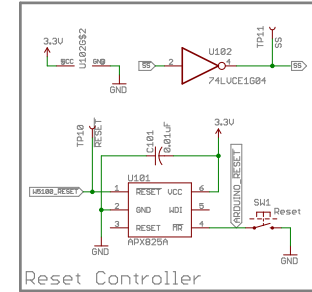 3.3V
VCC
GND
U102G$2
GND
SS
2
U102
4
74LVCE1G04
TP11
SS
SS
TP10
RESET
C101
0.01uF
3.3V
W5100_RESET
U101
1
RESET
VCC
6
2
GND
WDI
5
3
RESET
MR
4
APX825A
ARDUINO_RESET
SW1
Reset
GND
GND
Reset Controller